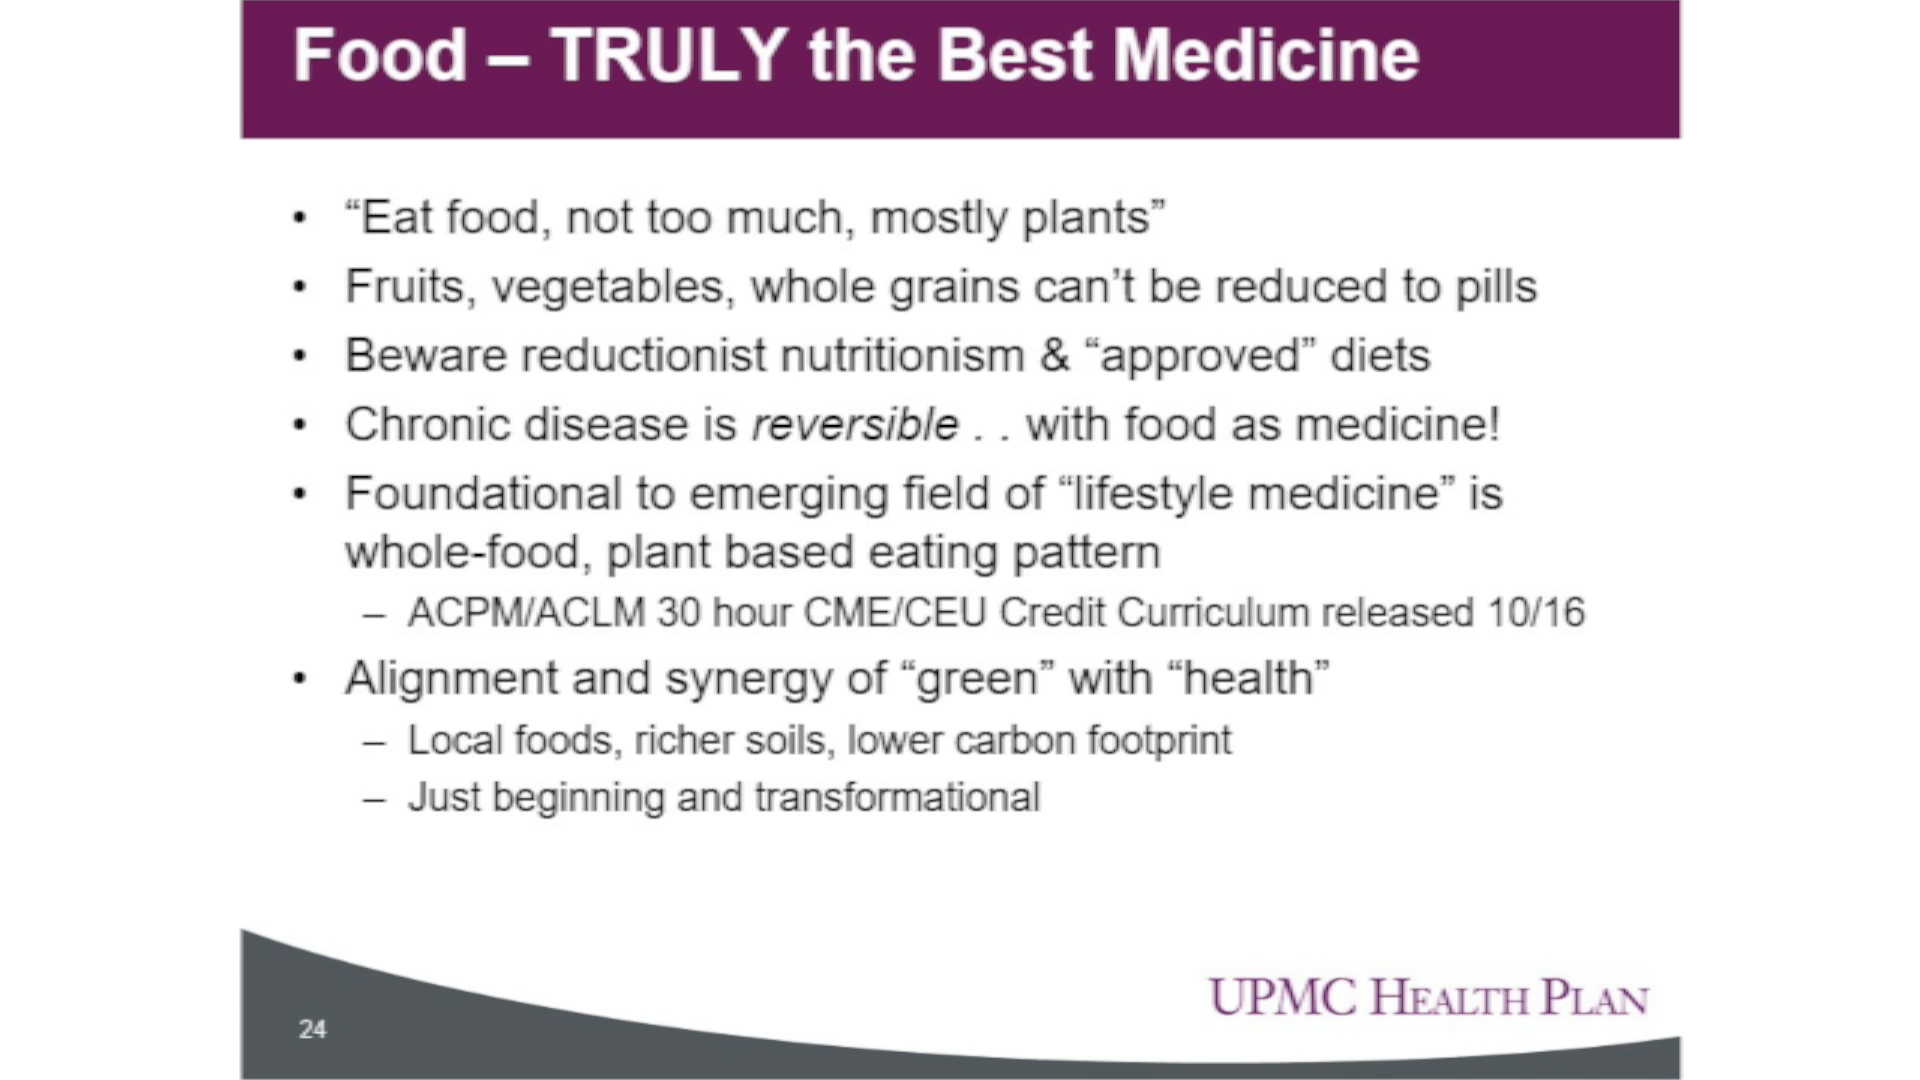 Food – TRULY the Best Medicine
• “Eat food, not too much, mostly plants”
• Fruits, vegetables, whole grains can’t be reduced to pills
• Beware reductionist nutritionism & “approved” diets
• Chronic disease is reversible . . with food as medicine!
• Foundational to emerging field of “lifestyle medicine” is
whole-food, plant based eating pattern
– ACPM/ACLM 30 hour CME/CEU Credit Curriculum released 10/16
• Alignment and synergy of “green” with “health”
– Local foods, richer soils, lower carbon footprint
– Just beginning and transformational
UPMC HEALTH PLAN
24